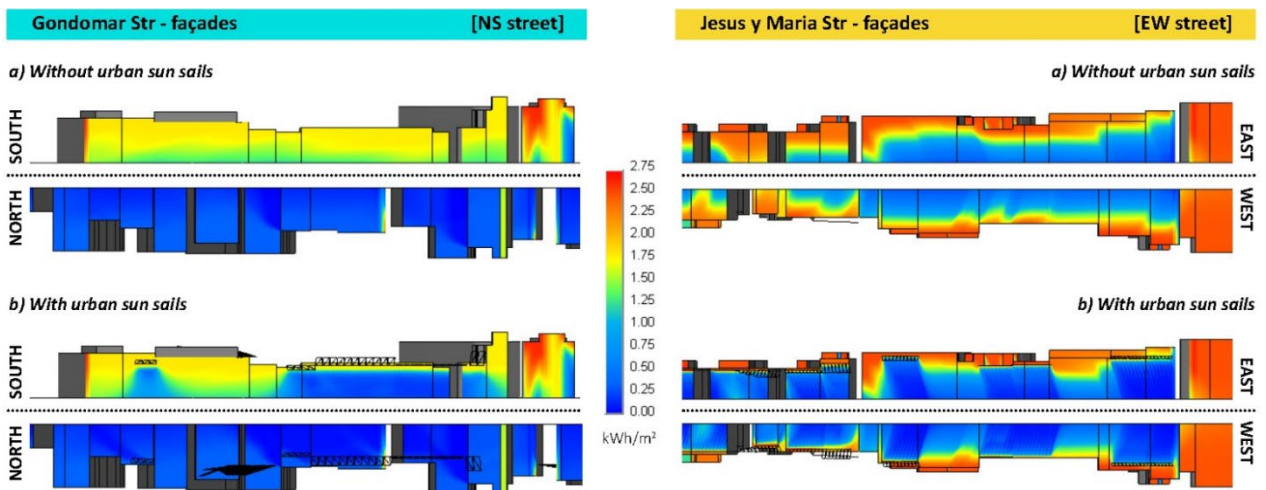 Gondomar Str - façades [NS street]
a) Without urban sun sails
SOUTH
NORTH
b) With urban sun sails
SOUTH
NORTH
2.75
2.50
2.25
2.00
1.75
1.50
1.25
1.00
0.75
0.50
0.25
0.00
kWh/m²
Jesus y Maria Str - façades [EW street]
a) Without urban sun sails
EAST
WEST
b) With urban sun sails
EAST
WEST